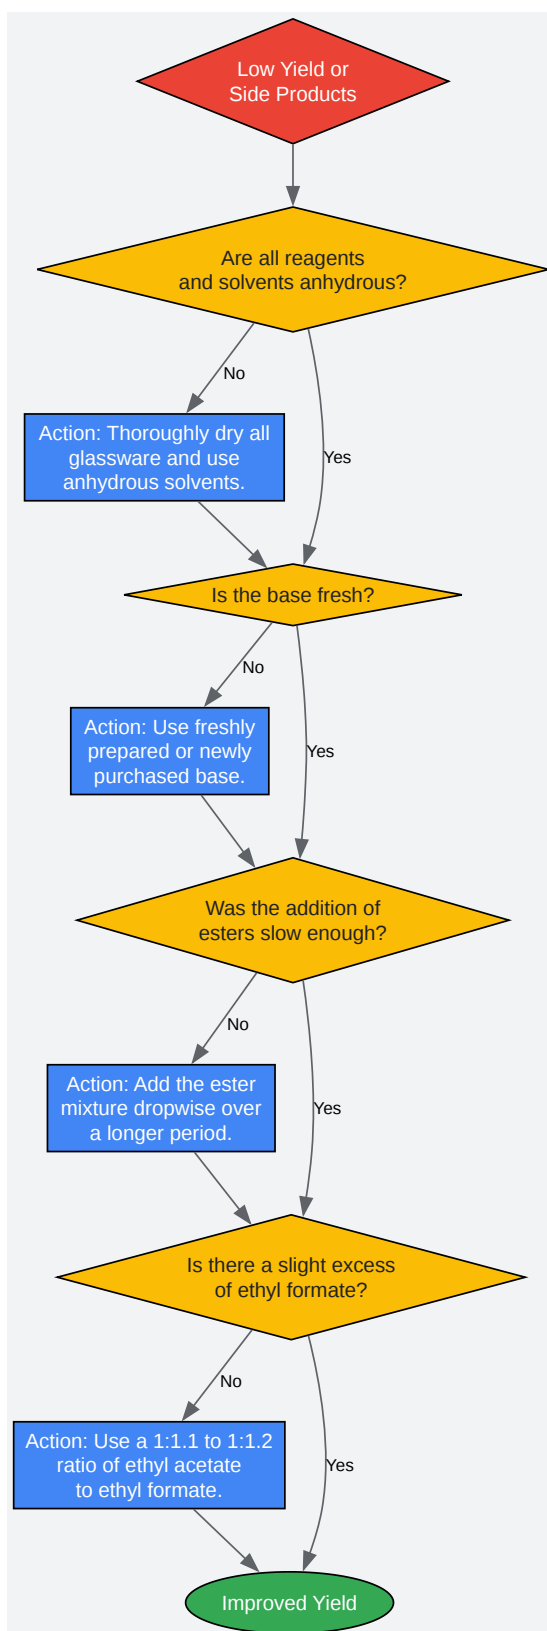 Low Yield or
Side Products
Are all reagents
and solvents anhydrous?
No
Action: Thoroughly dry all
glassware and use
anhydrous solvents.
Yes
Is the base fresh?
No
Action: Use freshly
prepared or newly
purchased base.
Yes
Was the addition of
esters slow enough?
No
Action: Add the ester
mixture dropwise over
a longer period.
Yes
Is there a slight excess
of ethyl formate?
No
Action: Use a 1:1.1 to 1:1.2
ratio of ethyl acetate
to ethyl formate.
Yes
Improved Yield